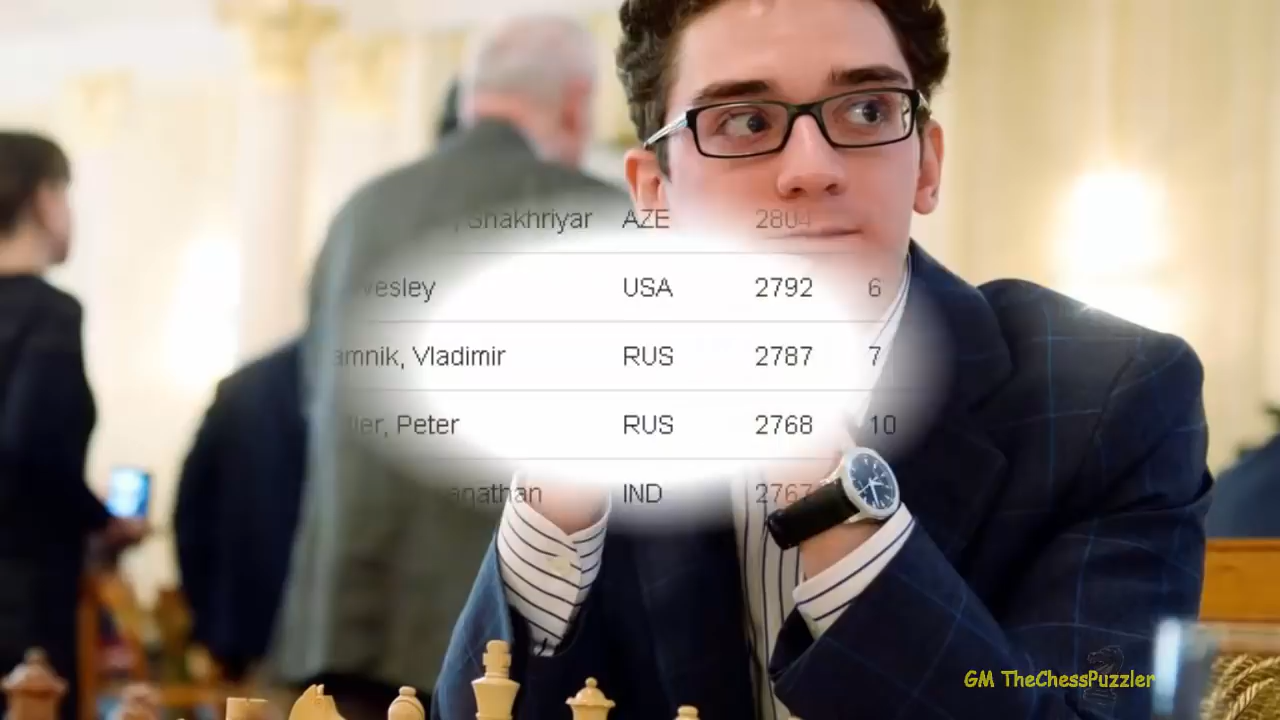 , Shakhriyar AZE 2804
esley USA 2792 6
amnik, Vladimir RUS 2787 7
ler, Peter RUS 2768 10
anathan IND 2767
GM TheChessPuzzler